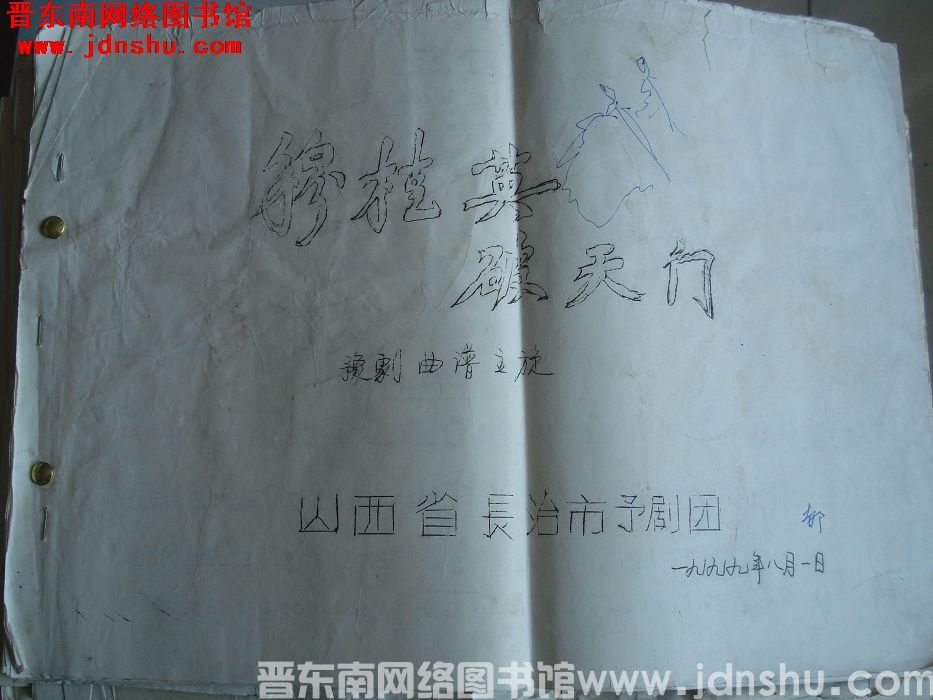 晋东南网络图书馆
www.jdnshu.com
穆桂英
破天门
豫劇曲谱主旋
山西省長治市予剧团
一九九九年八月一日
晋东南网络图书馆www.jdnshu.com